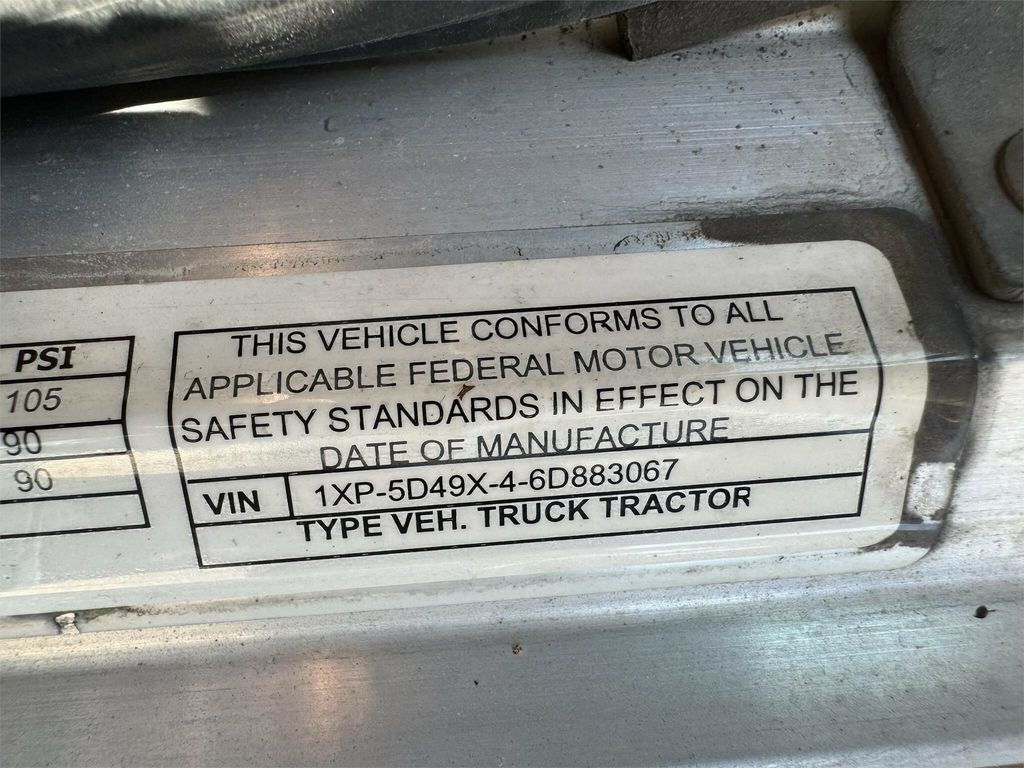 PSI
105
90
90
THIS VEHICLE CONFORMS TO ALL
APPLICABLE FEDERAL MOTOR VEHICLE
SAFETY STANDARDS IN EFFECT ON THE
DATE OF MANUFACTURE
VIN 1XP-5D49X-4-6D883067
TYPE VEH. TRUCK TRACTOR